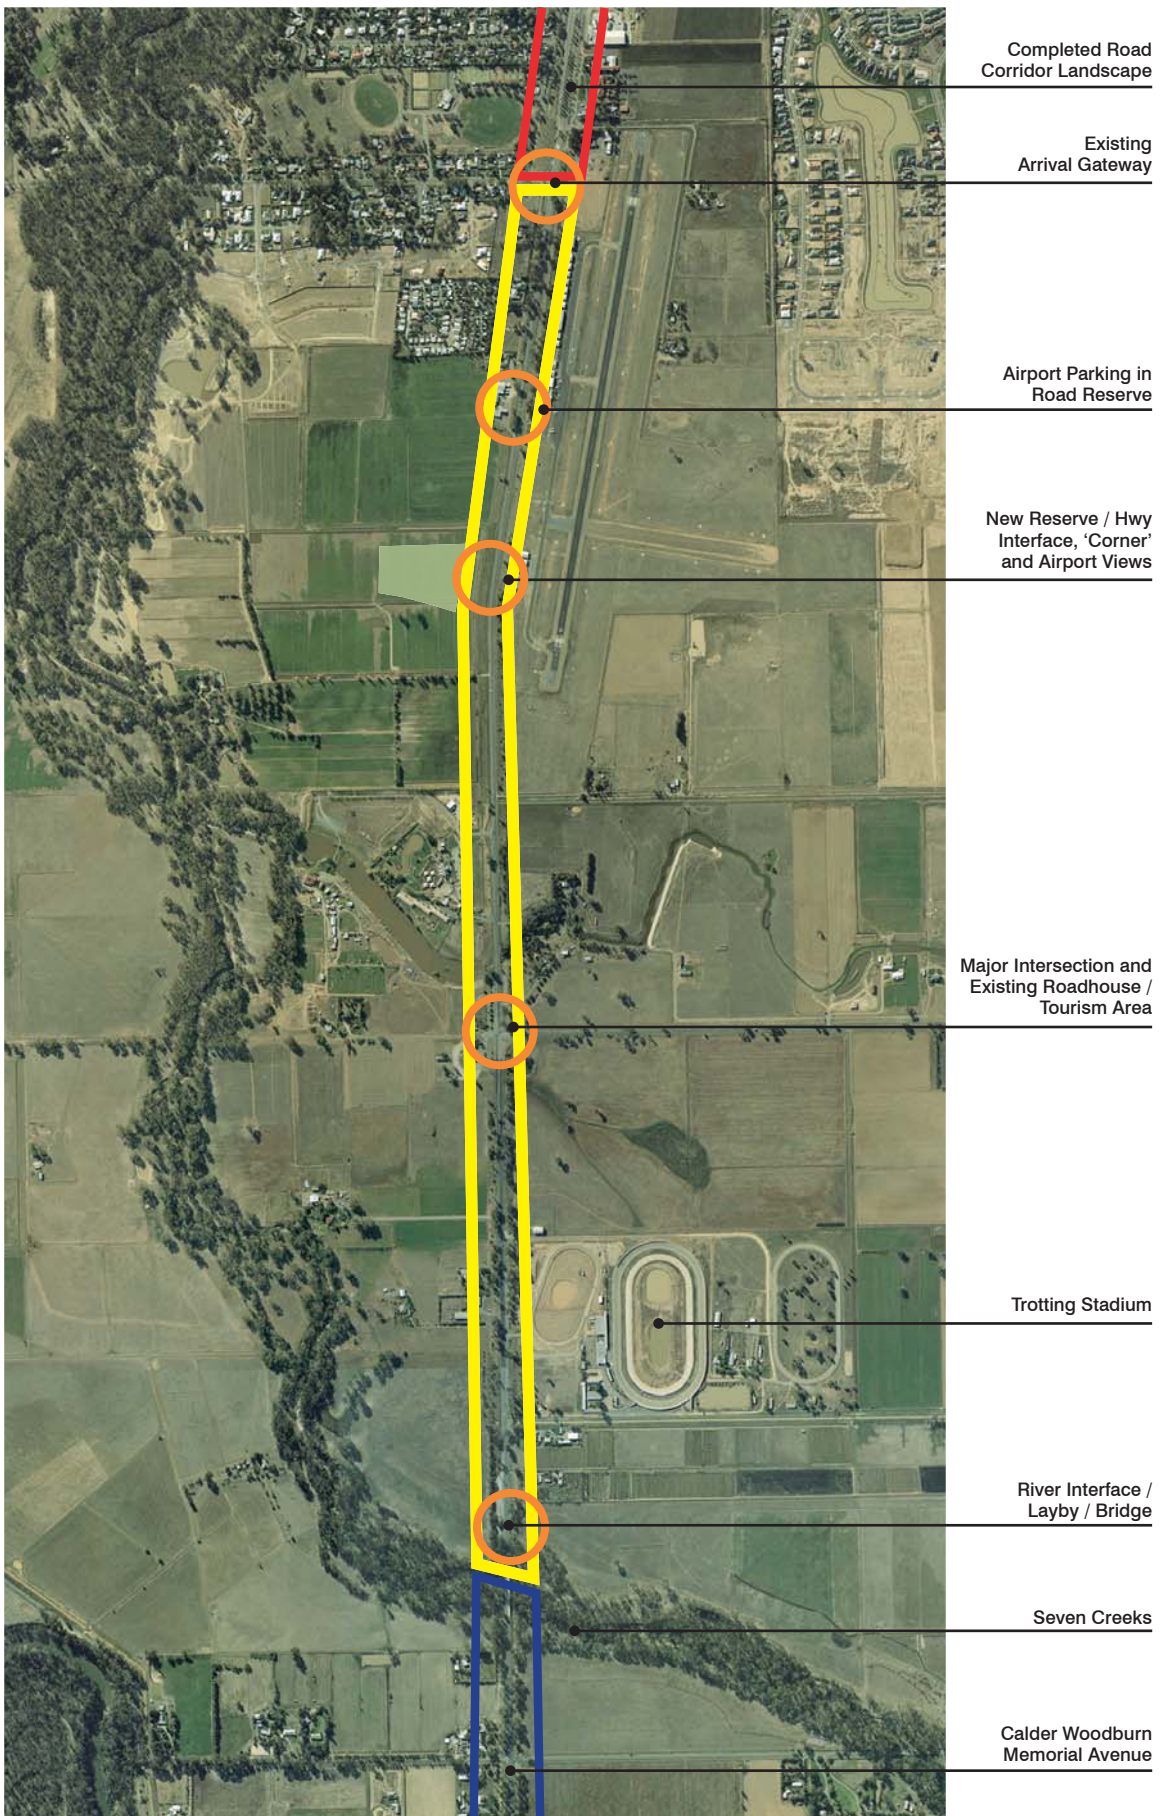 Completed Road
Corridor Landscape
Existing
Arrival Gateway
Airport Parking in
Road Reserve
New Reserve / Hwy
Interface, ‘Corner’
and Airport Views
Major Intersection and
Existing Roadhouse /
Tourism Area
Trotting Stadium
River Interface /
Layby / Bridge
Seven Creeks
Calder Woodburn
Memorial Avenue